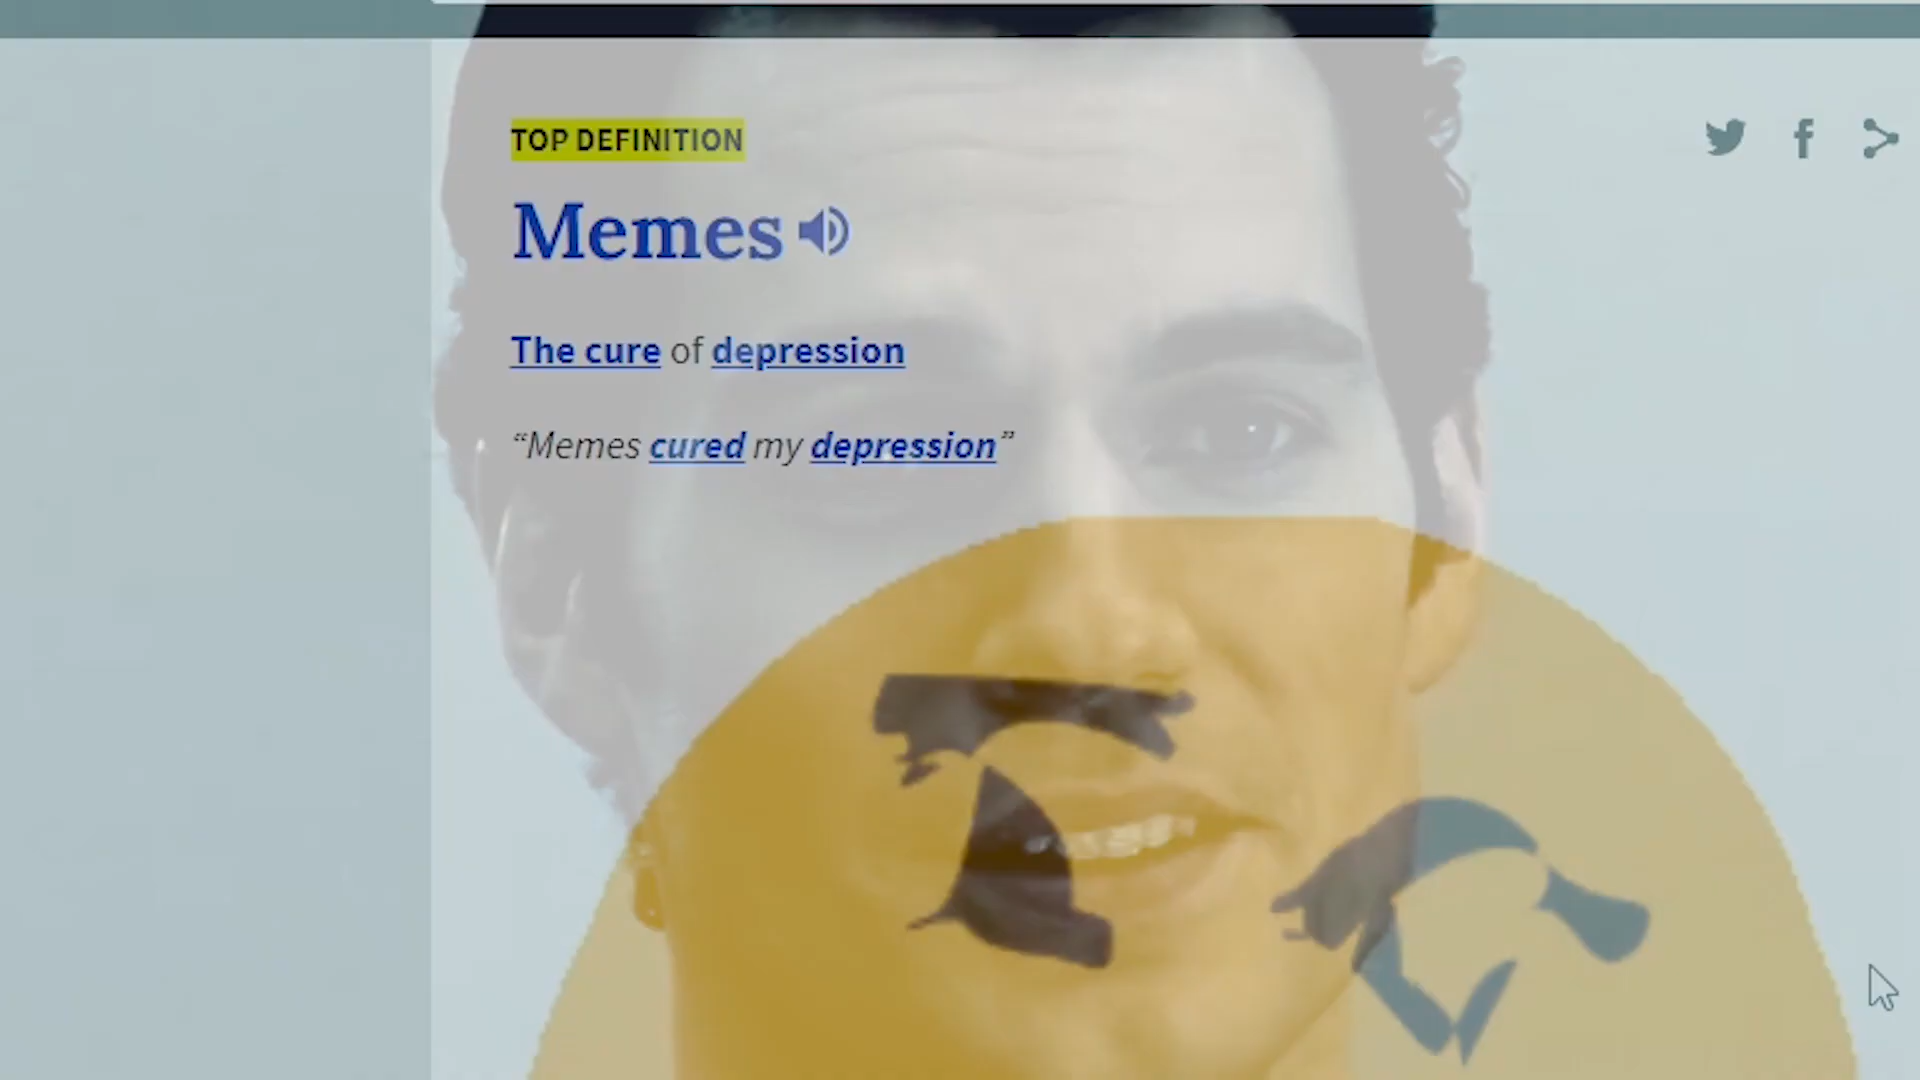 TOP DEFINITION
Memes
The cure of depression
“Memes cured my depression”